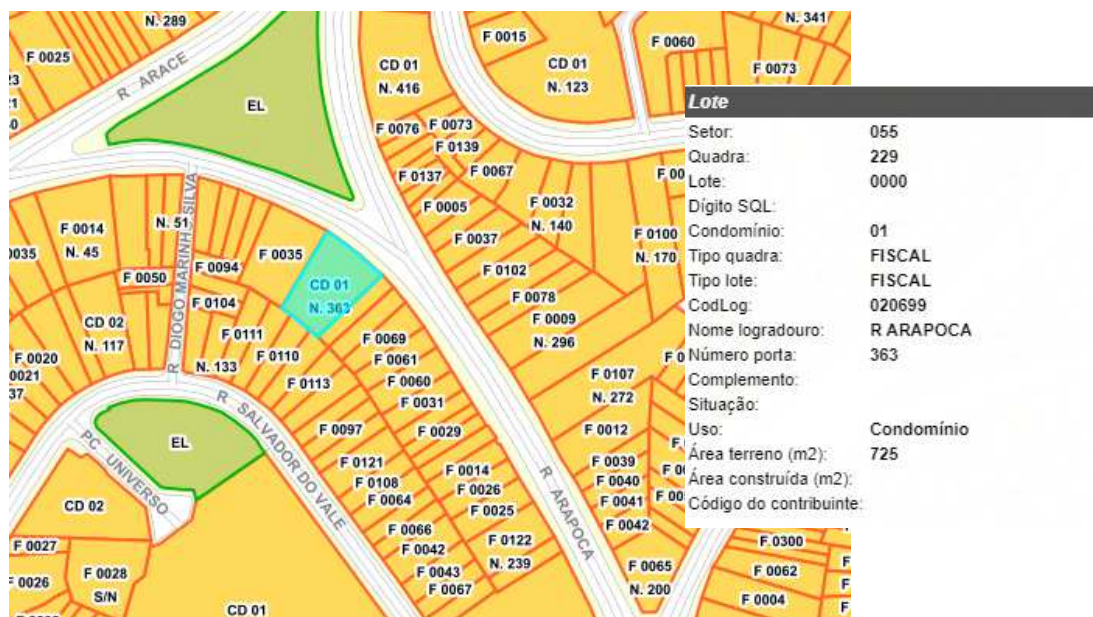 N. 289
N. 341
F 0025
F 0015
F 0060
R ARACE
CD 01
N. 416
CD 01
N. 123
F 0073
EL
F 0076
F 0073
F 0139
F 0137
F 0067
F 0005
F 0032
N. 140
F 0037
F 0100
N. 170
F 0014
N. 45
N. 51
R DIOGO MARINHO SILVA
F 0094
F 0035
F 0050
F 0104
CD 01
N. 363
F 0102
F 0078
F 0009
N. 296
CD 02
N. 117
F 0111
F 0110
N. 133
F 0113
F 0069
F 0061
F 0060
F 0031
F 0020
0021
F 0107
N. 272
R SALVADOR DO VALE
F 0097
F 0029
F 0012
EL
PC UNIVERSO
F 0121
F 0108
F 0064
F 0014
F 0026
F 0025
R ARAPOCA
F 0039
F 0040
F 0041
F 0042
CD 02
F 0066
F 0042
F 0043
F 0067
F 0122
N. 239
F 0027
F 0026
F 0028
S/N
F 0065
N. 200
F 0300
F 0062
F 0004
CD 01
Lote
Setor: 055
Quadra: 229
Lote: 0000
Dígito SQL:
Condomínio: 01
Tipo quadra: FISCAL
Tipo lote: FISCAL
CodLog: 020699
Nome logradouro: R ARAPOCA
Número porta: 363
Complemento:
Situação:
Uso: Condomínio
Área terreno (m2): 725
Área construída (m2):
Código do contribuinte: